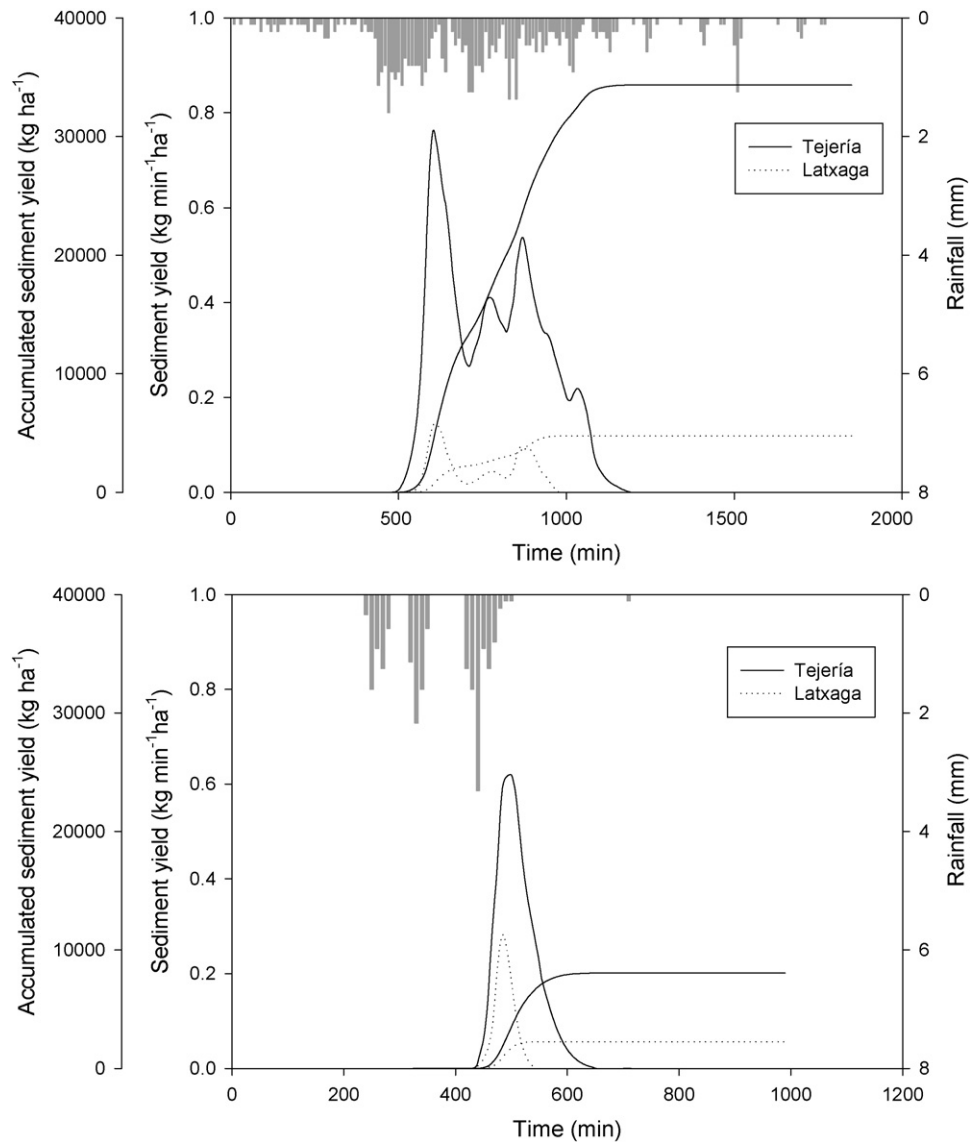 Accumulated sediment yield (kg ha⁻¹)
40000
30000
20000
10000
0
Sediment yield (kg min⁻¹ha⁻¹)
1.0
0.8
0.6
0.4
0.2
0.0
Tejería
Latxaga
0
2
4
6
8
Rainfall (mm)
0 500 1000 1500 2000
Time (min)
Accumulated sediment yield (kg ha⁻¹)
40000
30000
20000
10000
0
Sediment yield (kg min⁻¹ha⁻¹)
1.0
0.8
0.6
0.4
0.2
0.0
Tejería
Latxaga
0
2
4
6
8
Rainfall (mm)
0 200 400 600 800 1000 1200
Time (min)